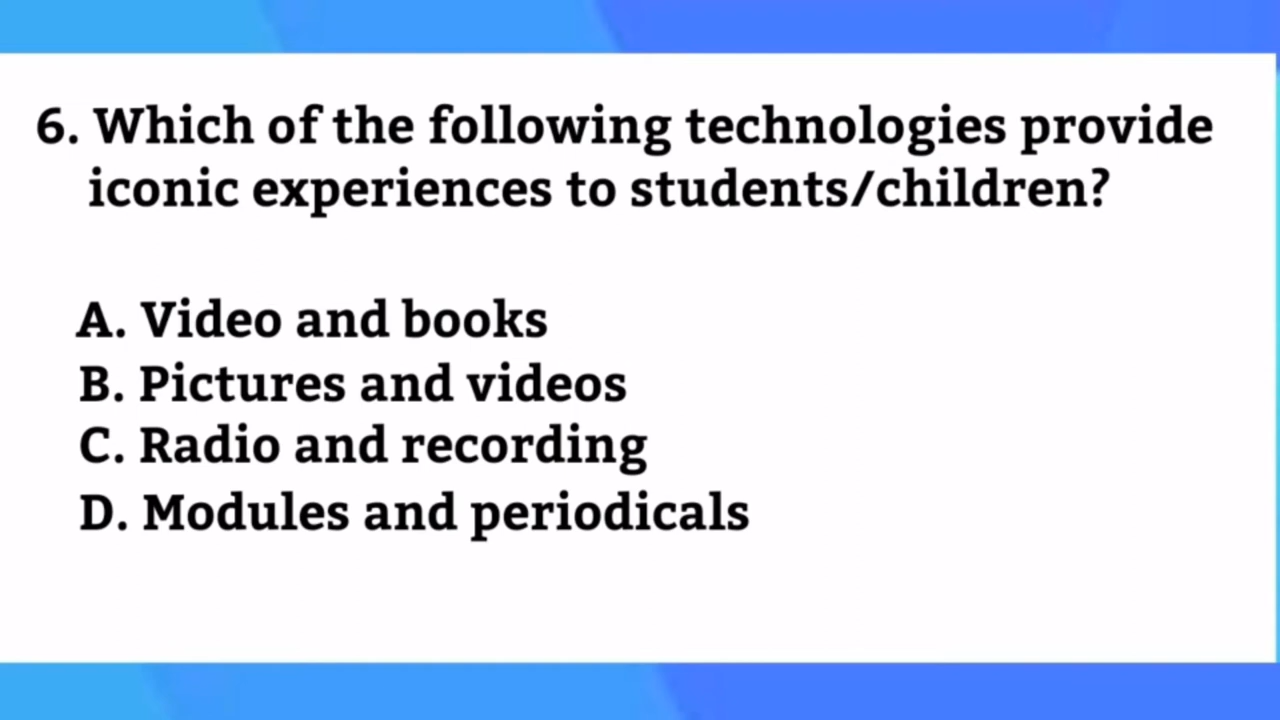 6. Which of the following technologies provide
iconic experiences to students/children?
A. Video and books
B. Pictures and videos
C. Radio and recording
D. Modules and periodicals